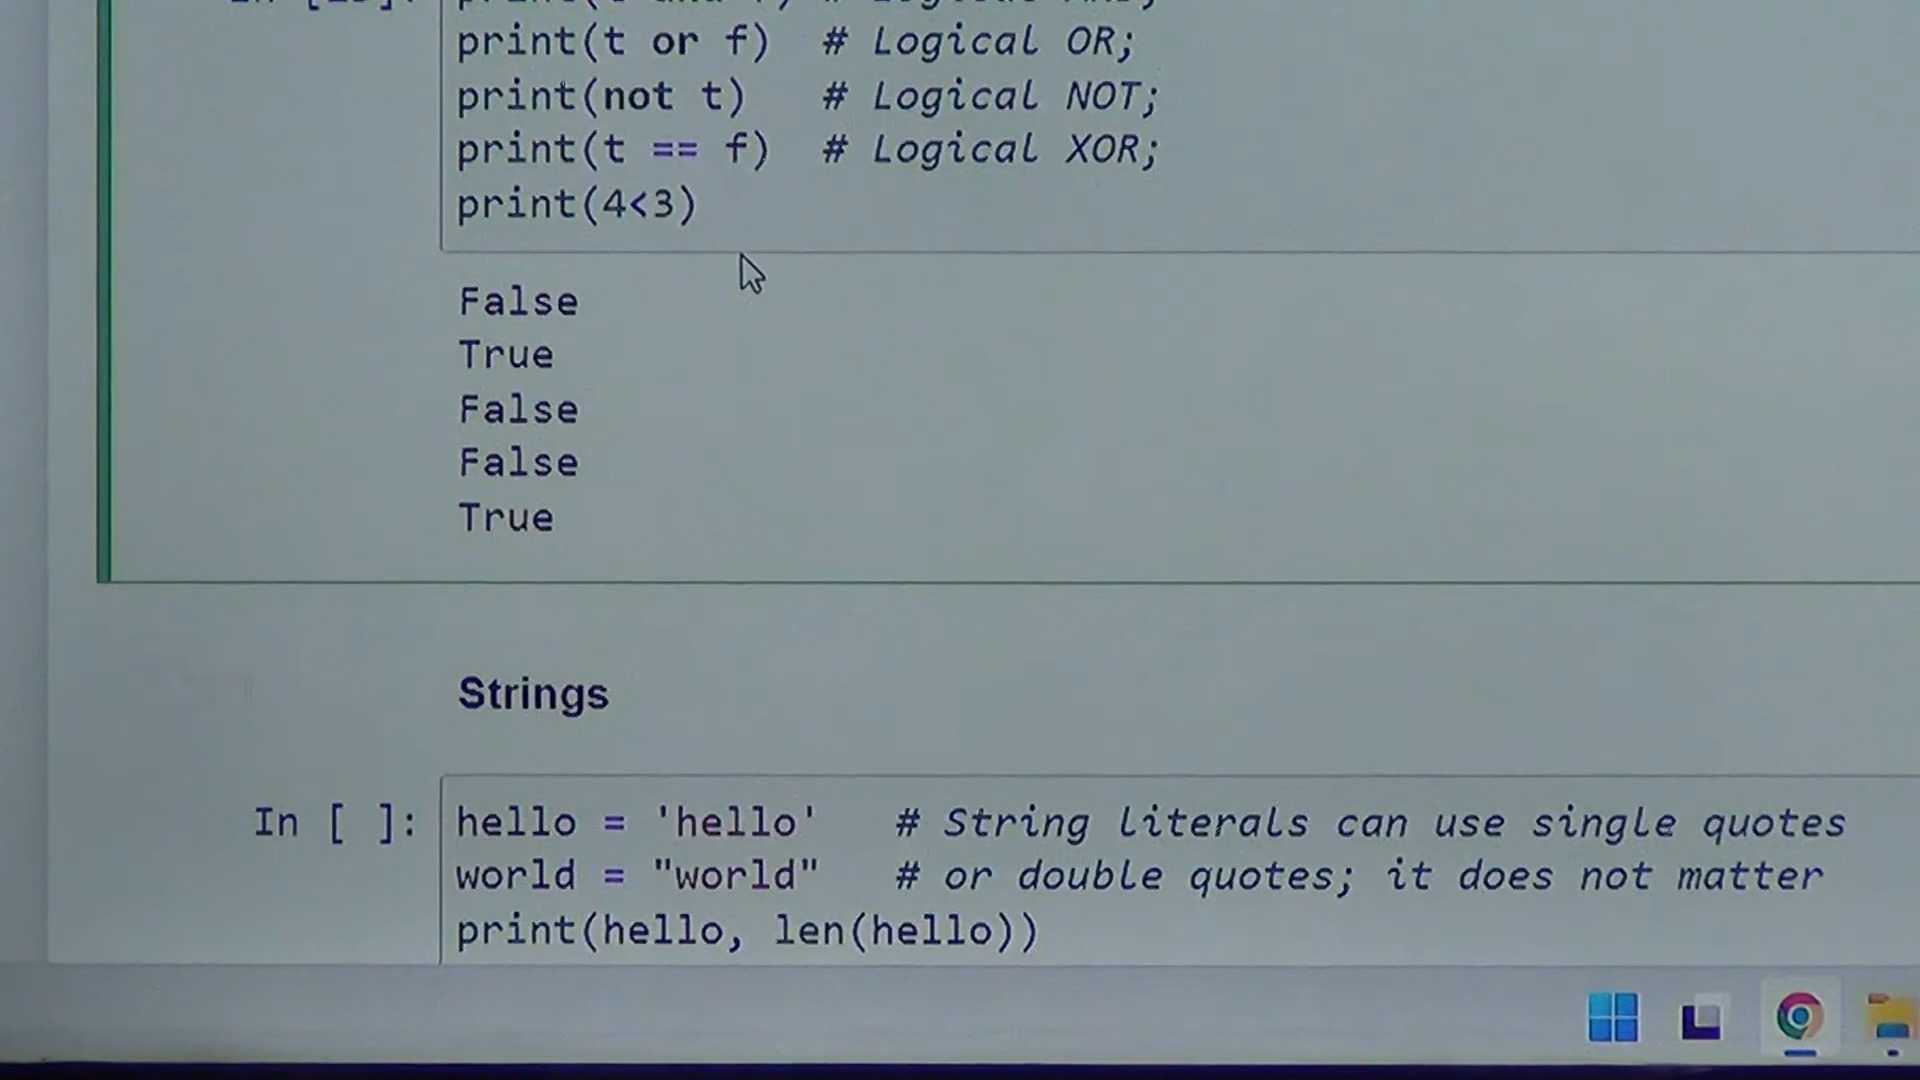 print(t or f)  # Logical OR;
print(not t)   # Logical NOT;
print(t == f)  # Logical XOR;
print(4<3)
False
True
False
False
True
Strings
In [ ]: hello = 'hello'   # String literals can use single quotes
world = "world"   # or double quotes; it does not matter
print(hello, len(hello))